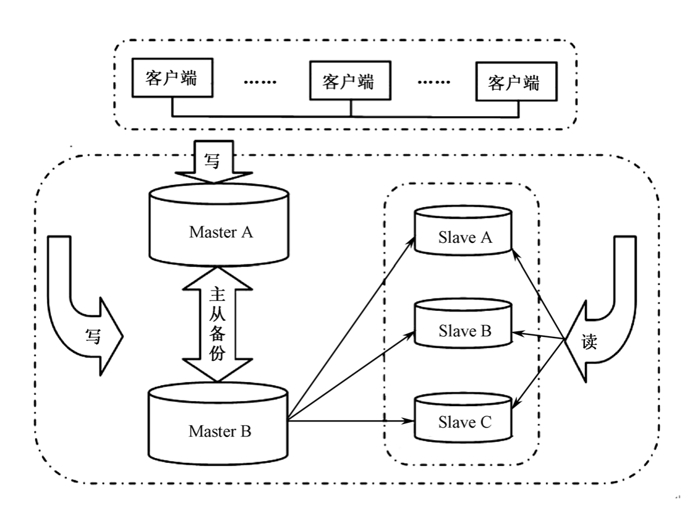 客户端 …… 客户端 …… 客户端
写
Master A
Slave A
主从备份
Slave B
写
读
Master B
Slave C